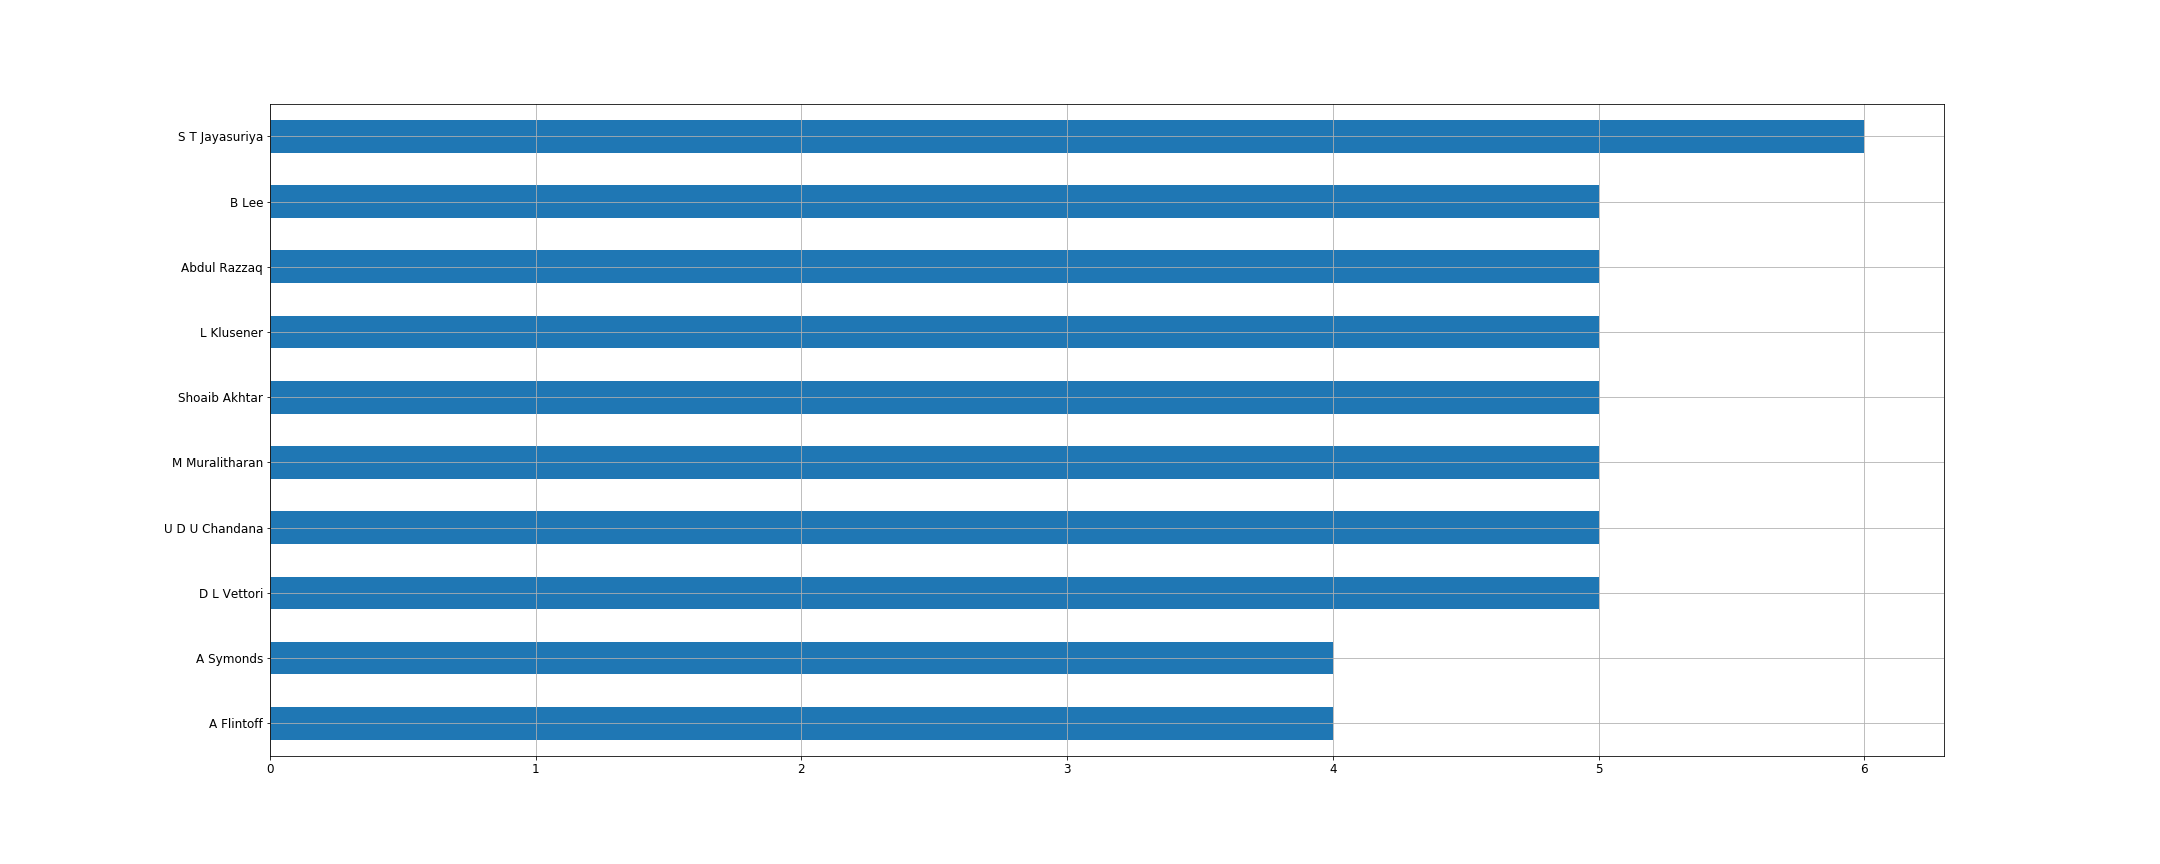 S T Jayasuriya
B Lee
Abdul Razzaq
L Klusener
Shoaib Akhtar
M Muralitharan
U D U Chandana
D L Vettori
A Symonds
A Flintoff
0 1 2 3 4 5 6